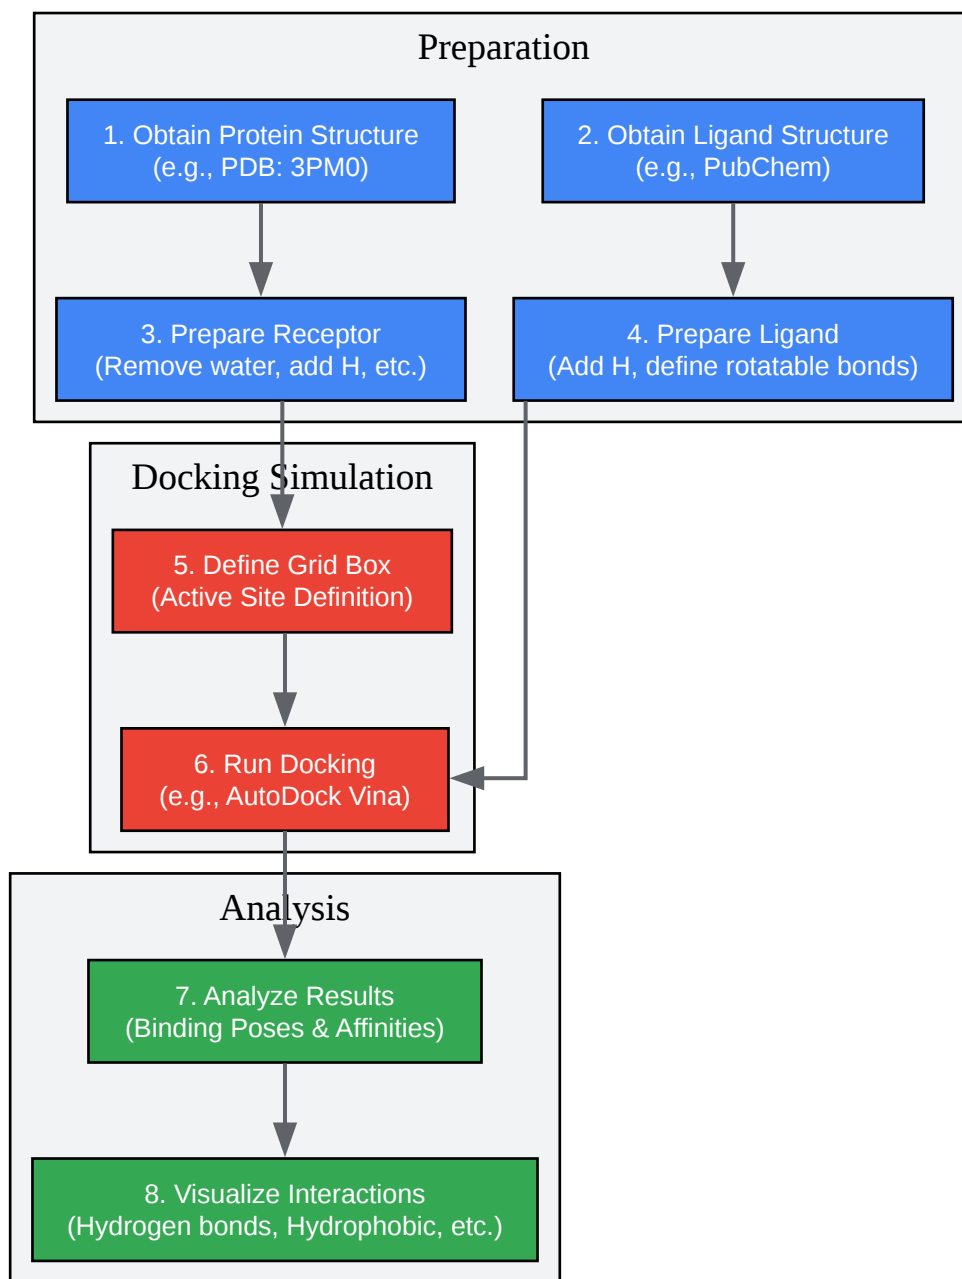 Preparation
1. Obtain Protein Structure
(e.g., PDB: 3PM0)
2. Obtain Ligand Structure
(e.g., PubChem)
3. Prepare Receptor
(Remove water, add H, etc.)
4. Prepare Ligand
(Add H, define rotatable bonds)
Docking Simulation
5. Define Grid Box
(Active Site Definition)
6. Run Docking
(e.g., AutoDock Vina)
Analysis
7. Analyze Results
(Binding Poses & Affinities)
8. Visualize Interactions
(Hydrogen bonds, Hydrophobic, etc.)